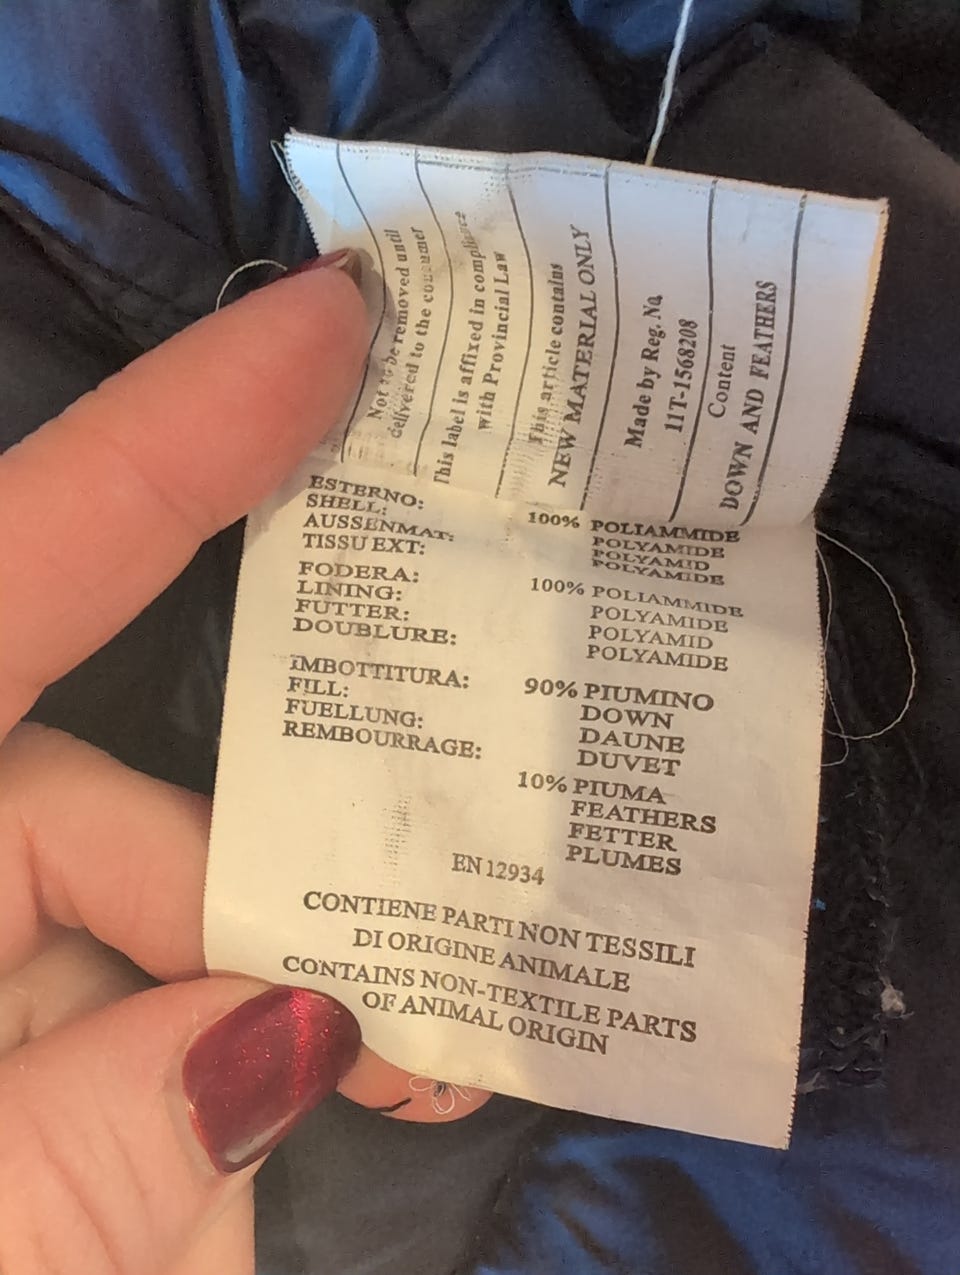 Not to be removed until
delivered to the consumer
This label is affixed in compliance
with Provincial Law
This article contains
NEW MATERIAL ONLY
Made by Reg. No.
11T-1568208
Content
DOWN AND FEATHERS
ESTERNO: 100% POLIAMMIDE
SHELL: POLYAMIDE
AUSSENMAT: POLYAMID
TISSU EXT: POLYAMIDE
FODERA: 100% POLIAMMIDE
LINING: POLYAMIDE
FUTTER: POLYAMID
DOUBLURE: POLYAMIDE
IMBOTTITURA: 90% PIUMINO
FILL: DOWN
FUELLUNG: DAUNE
REMBOURRAGE: DUVET
10% PIUMA
FEATHERS
FETTER
PLUMES
EN 12934
CONTIENE PARTI NON TESSILI
DI ORIGINE ANIMALE
CONTAINS NON-TEXTILE PARTS
OF ANIMAL ORIGIN